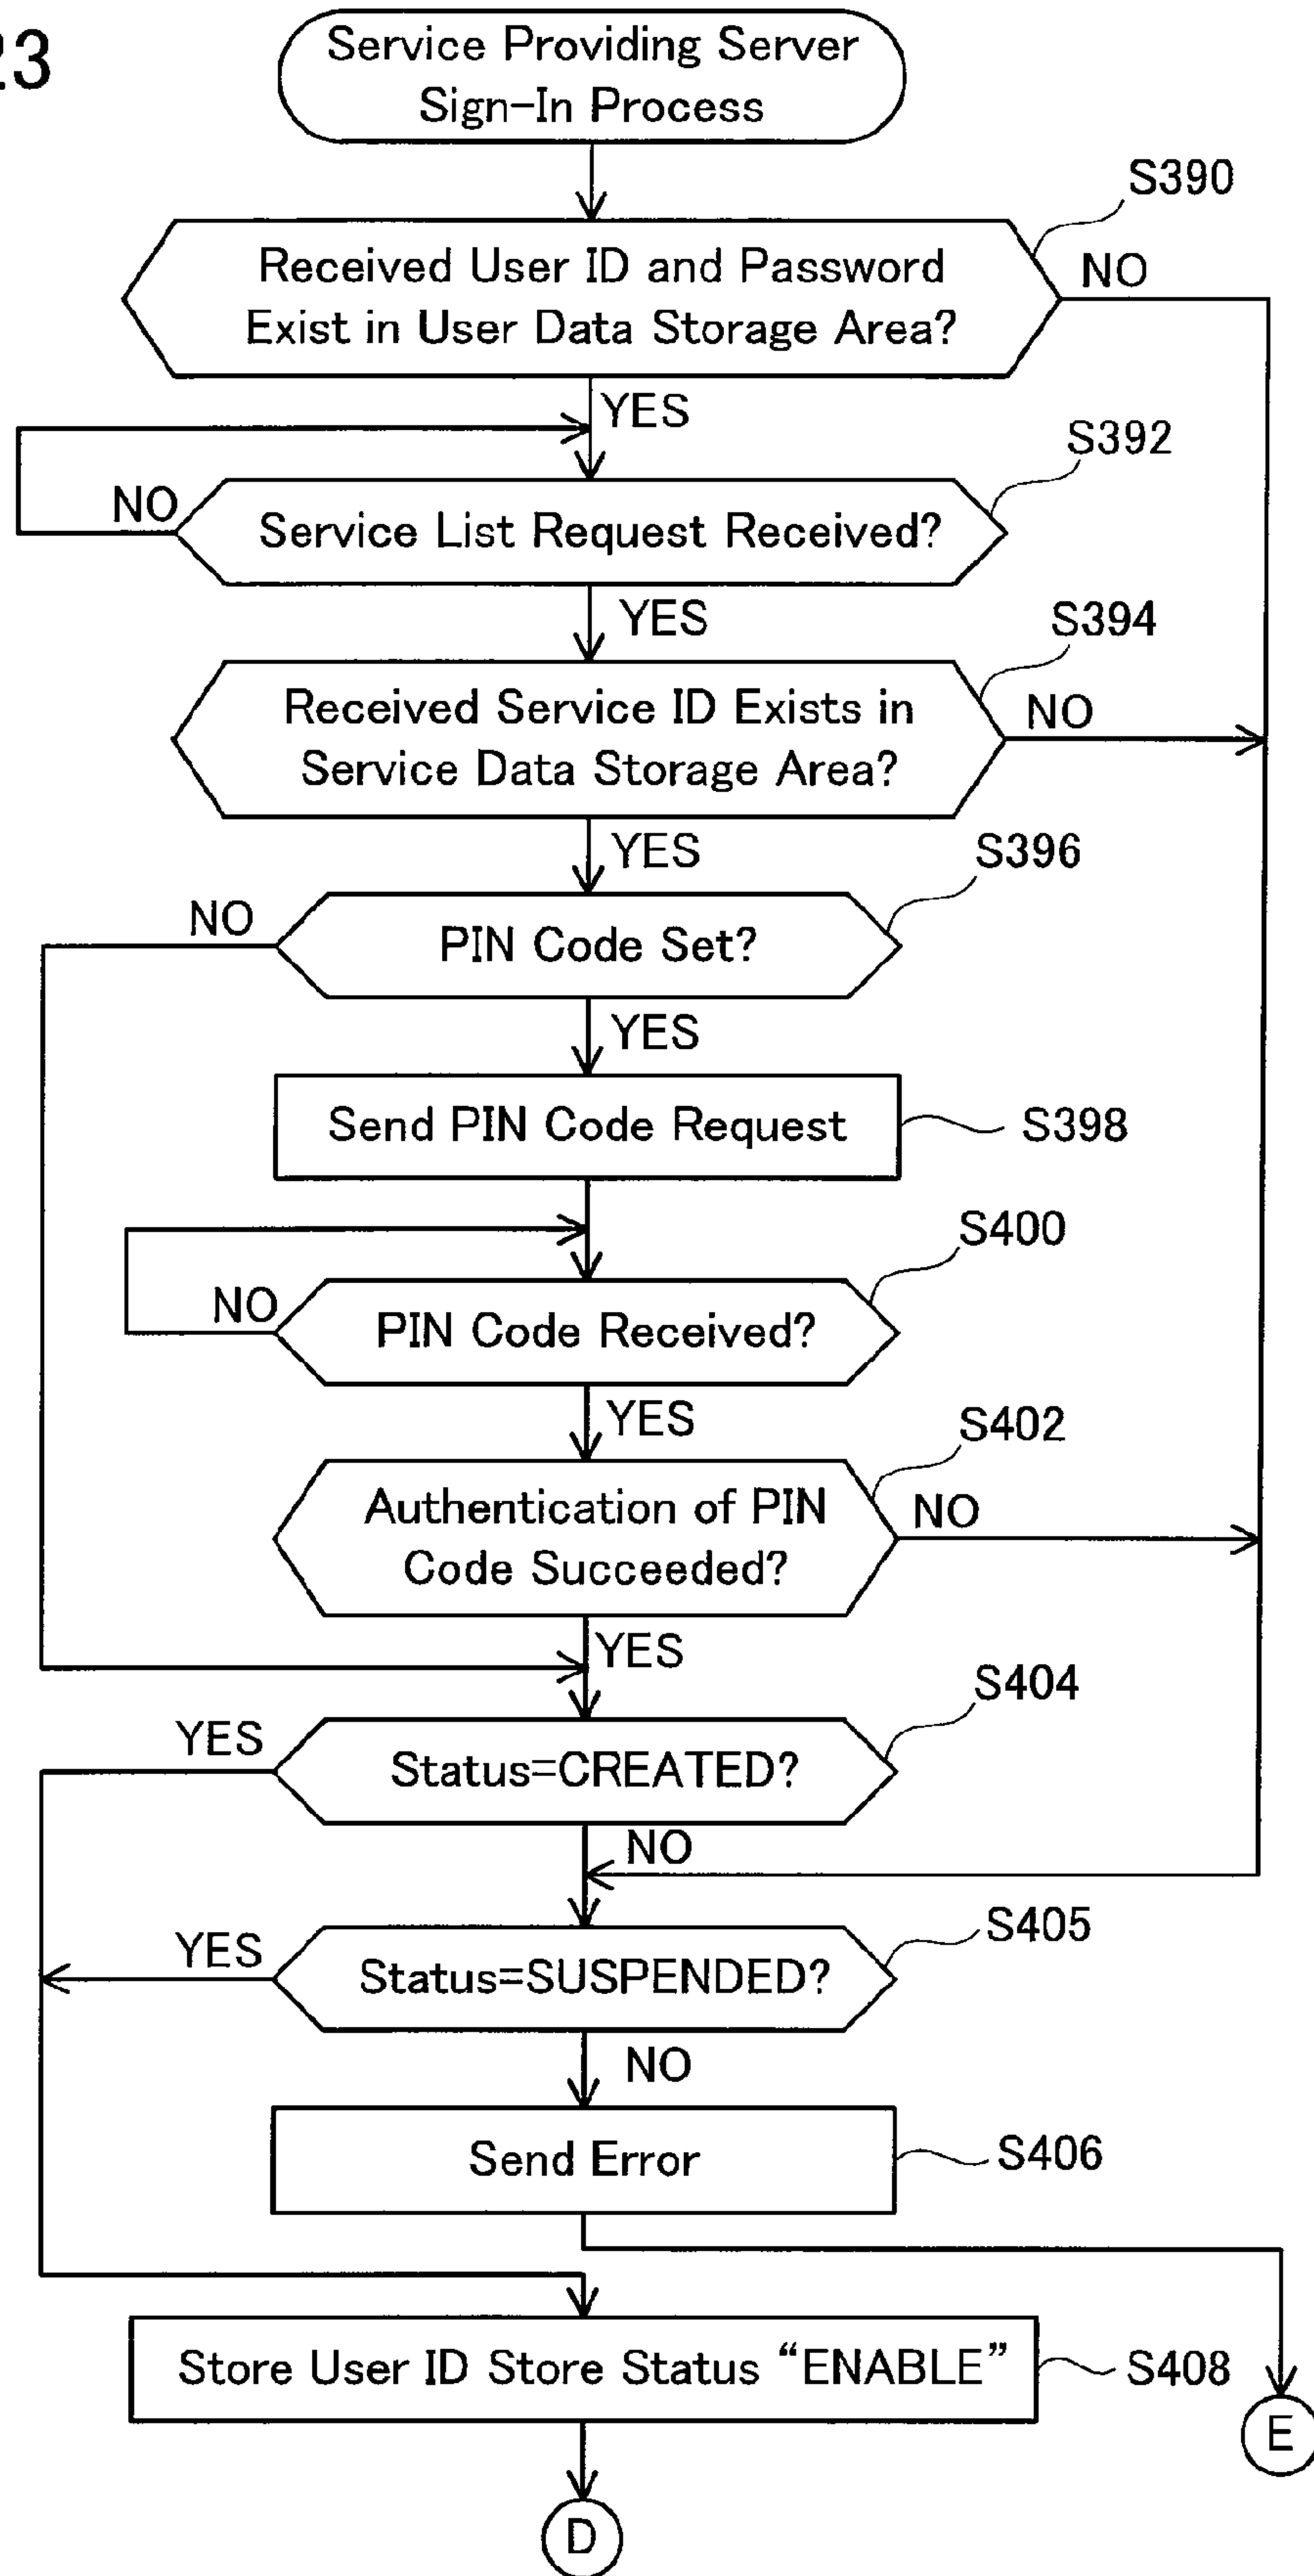 23
Service Providing Server
Sign-In Process
S390
Received User ID and Password
Exist in User Data Storage Area?
NO
YES
S392
NO
Service List Request Received?
YES
S394
Received Service ID Exists in
Service Data Storage Area?
NO
YES
S396
NO
PIN Code Set?
YES
Send PIN Code Request
S398
S400
NO
PIN Code Received?
YES
S402
Authentication of PIN
Code Succeeded?
NO
YES
S404
YES
Status=CREATED?
NO
S405
YES
Status=SUSPENDED?
NO
Send Error
S406
Store User ID Store Status “ENABLE”
S408
E
D